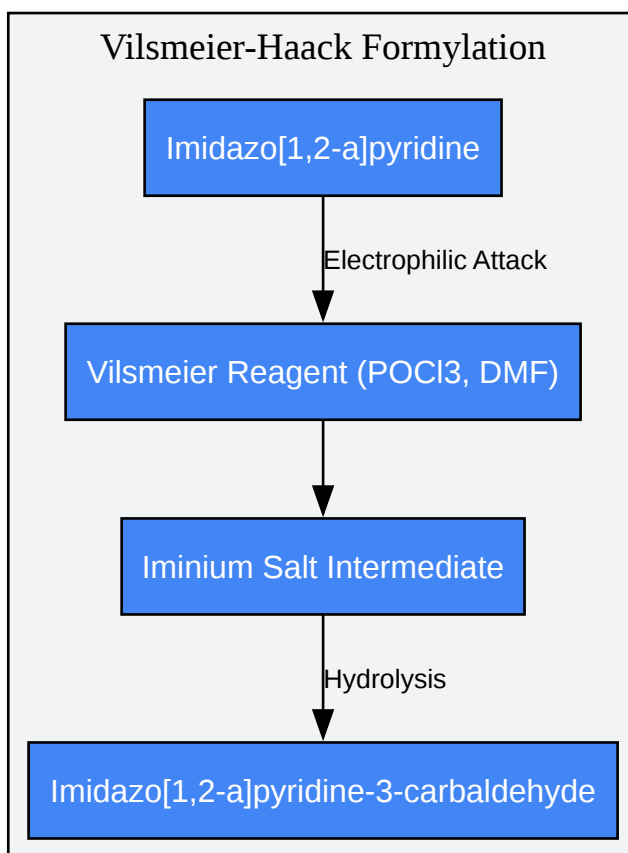 Vilsmeier-Haack Formylation
Imidazo[1,2-a]pyridine
Electrophilic Attack
Vilsmeier Reagent (POCl3, DMF)
Iminium Salt Intermediate
Hydrolysis
Imidazo[1,2-a]pyridine-3-carbaldehyde